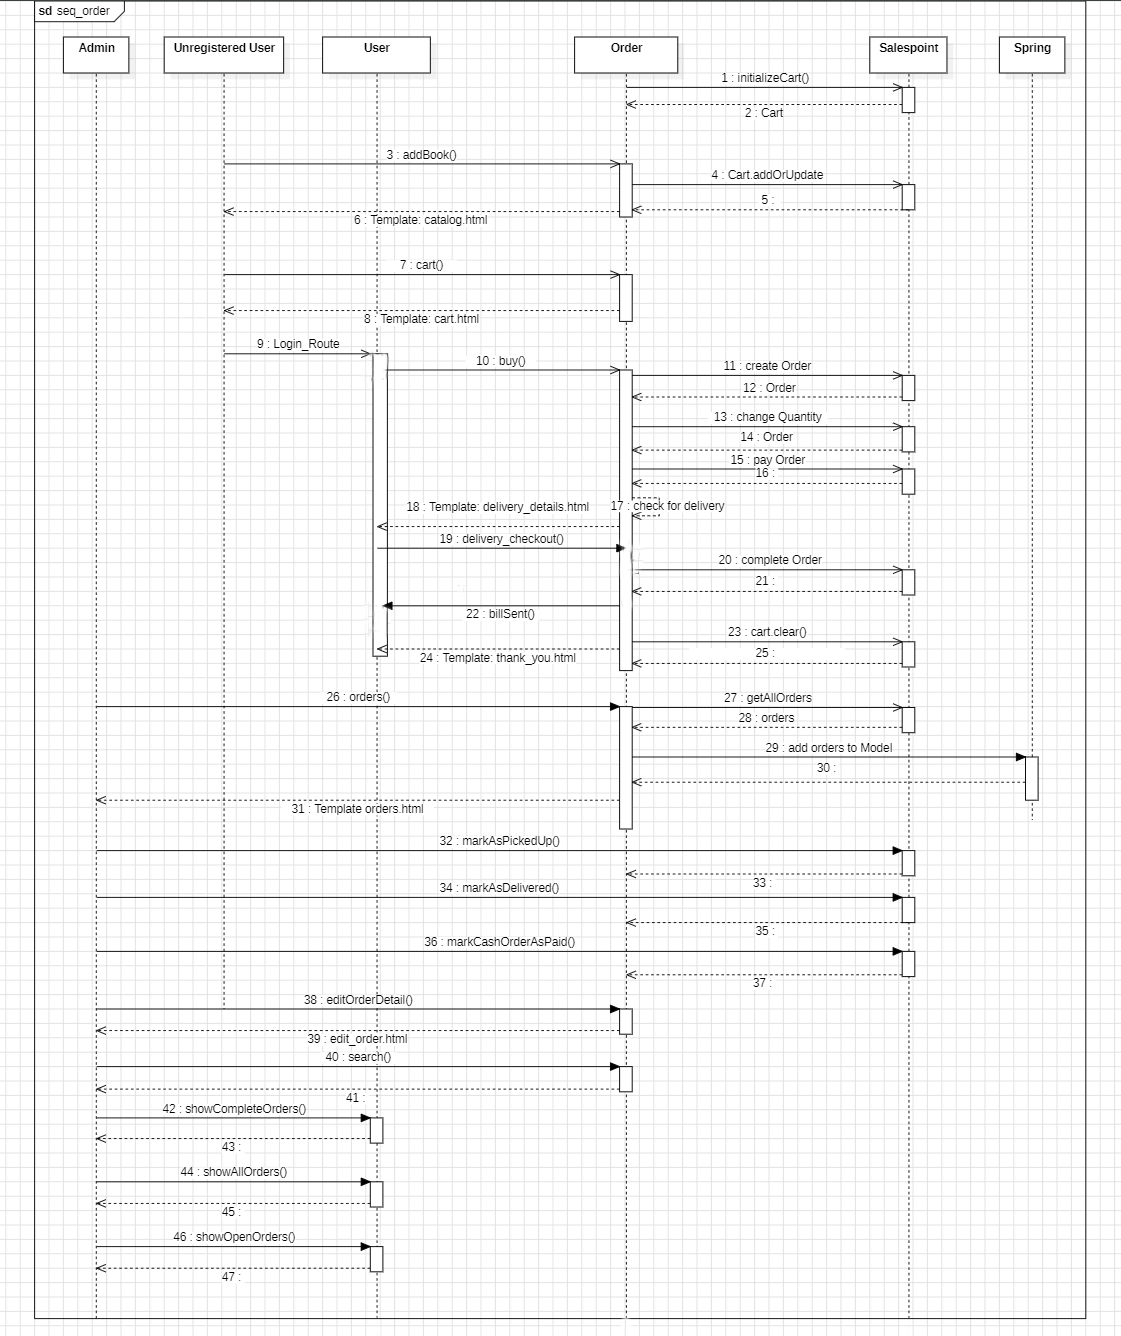 sd seq_order
Admin
Unregistered User
User
Order
Salespoint
Spring
1 : initializeCart()
2 : Cart
3 : addBook()
4 : Cart.addOrUpdate
5 :
6 : Template: catalog.html
7 : cart()
8 : Template: cart.html
9 : Login_Route
10 : buy()
11 : create Order
12 : Order
13 : change Quantity
14 : Order
15 : pay Order
16 :
17 : check for delivery
18 : Template: delivery_details.html
19 : delivery_checkout()
20 : complete Order
21 :
22 : billSent()
23 : cart.clear()
24 : Template: thank_you.html
25 :
26 : orders()
27 : getAllOrders
28 : orders
29 : add orders to Model
30 :
31 : Template orders.html
32 : markAsPickedUp()
33 :
34 : markAsDelivered()
35 :
36 : markCashOrderAsPaid()
37 :
38 : editOrderDetail()
39 : edit_order.html
40 : search()
41 :
42 : showCompleteOrders()
43 :
44 : showAllOrders()
45 :
46 : showOpenOrders()
47 :